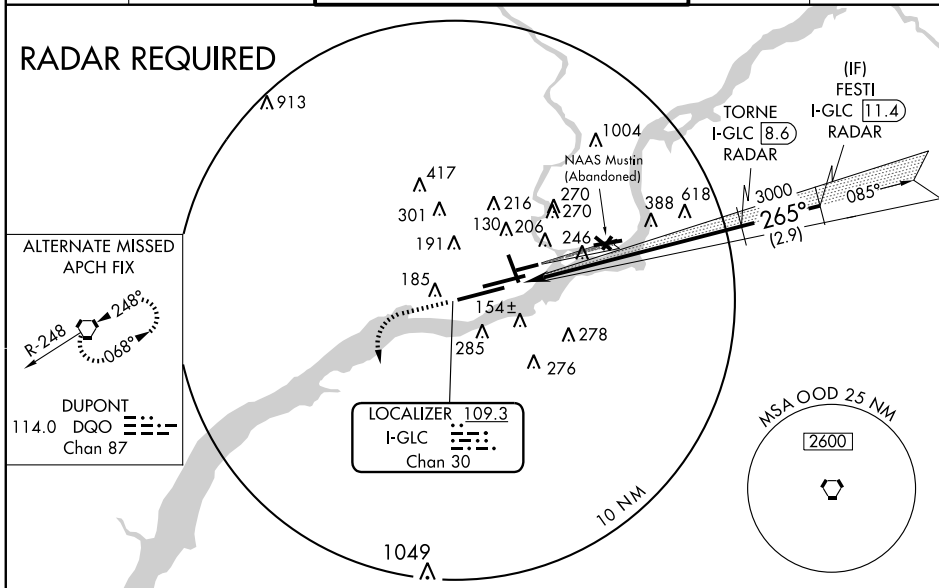 RADAR REQUIRED
(IF)
FESTI
I-GLC 11.4
RADAR
TORNE
I-GLC 8.6
RADAR
913
1004
NAAS Mustin
(Abandoned)
417
301
216
270
270
388
618
3000
265°
085°
(2.9)
130
206
246
191
185
154±
285
278
276
ALTERNATE MISSED
APCH FIX
248°
R-248
068°
DUPONT
114.0 DQO
Chan 87
LOCALIZER 109.3
I-GLC
Chan 30
MSA OOD 25 NM
2600
10 NM
1049